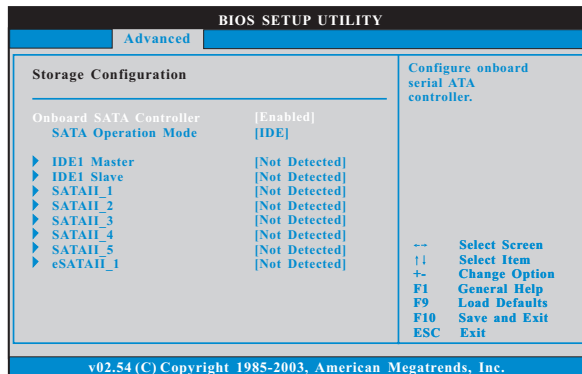 BIOS SETUP UTILITY
Advanced
Storage Configuration
Onboard SATA Controller [Enabled]
SATA Operation Mode [IDE]
IDE1 Master [Not Detected]
IDE1 Slave [Not Detected]
SATAII_1 [Not Detected]
SATAII_2 [Not Detected]
SATAII_3 [Not Detected]
SATAII_4 [Not Detected]
SATAII_5 [Not Detected]
eSATAII_1 [Not Detected]
Configure onboard
serial ATA
controller.
←→ Select Screen
↑↓ Select Item
+- Change Option
F1 General Help
F9 Load Defaults
F10 Save and Exit
ESC Exit
v02.54 (C) Copyright 1985-2003, American Megatrends, Inc.